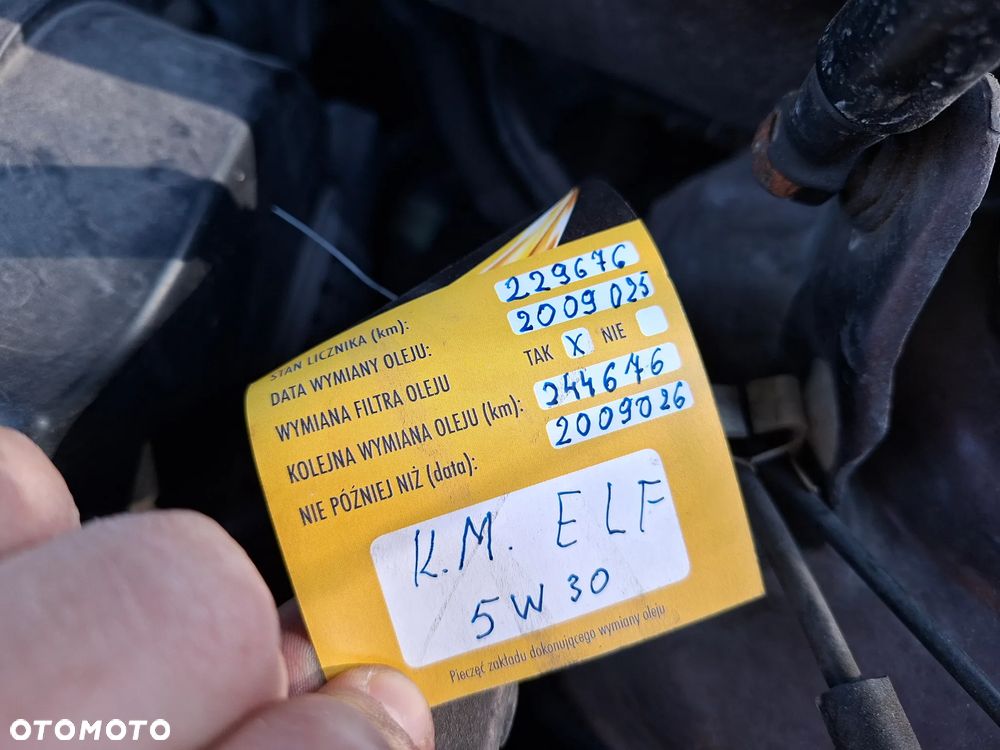 STAN LICZNIKA (km): 229676
DATA WYMIANY OLEJU: 2009025
WYMIANA FILTRA OLEJU TAK X NIE
KOLEJNA WYMIANA OLEJU (km): 244676
NIE PÓŹNIEJ NIŻ (data): 2009026
K.M. ELF
5W30
Pieczęć zakładu dokonującego wymiany oleju
OTOMOTO